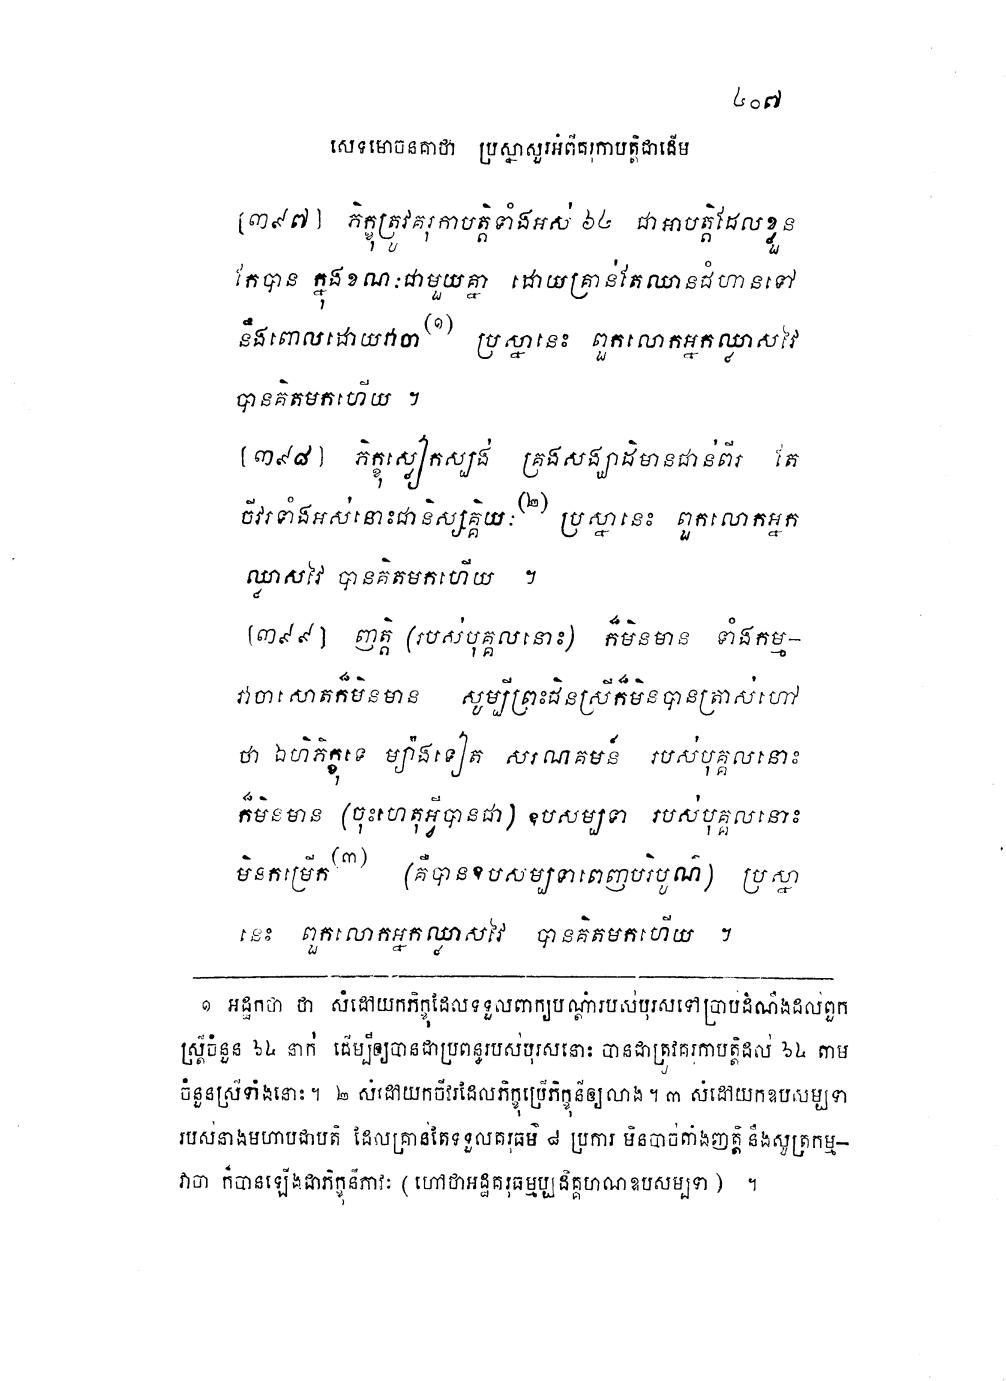 ៤០៧
សេទមោចនគាថា ប្រស្នាសួរអំពីគរុកាបត្តិជាដើម
[៣៩៧] ភិក្ខុត្រូវគរុកាបត្តិទាំងអស់ ៦៤ ជាអាបត្តិដែលខ្លួន
កែបាន ក្នុងខណៈជាមួយគ្នា ដោយគ្រាន់តែឈានជំហានទៅ
នឹងពោលដោយវាចា(១) ប្រស្នានេះ ពួកលោកអ្នកឈ្លាសវៃ
បានគិតមកហើយ ។
[៣៩៨] ភិក្ខុស្លៀកស្បង់ គ្រងសង្ឃាដិមានជាន់ពីរ តែ
ចីវរទាំងអស់នោះជានិស្សគ្គិយៈ(២) ប្រស្នានេះ ពួកលោកអ្នក
ឈ្លាសវៃ បានគិតមកហើយ ។
[៣៩៩] ញត្តិ (របស់បុគ្គលនោះ) ក៏មិនមាន ទាំងកម្ម-
វាចាសោតក៏មិនមាន សូម្បីព្រះជិនស្រីក៏មិនបានត្រាស់ហៅ
ថា ឯហិភិក្ខុទេ ម្យ៉ាងទៀត សរណគមន៍ របស់បុគ្គលនោះ
ក៏មិនមាន (ចុះហេតុអ្វីបានជា) ឧបសម្បទា របស់បុគ្គលនោះ
មិនកម្រើក(៣) (គឺបានឧបសម្បទាពេញបរិបូណ៌) ប្រស្នា
នេះ ពួកលោកអ្នកឈ្លាសវៃ បានគិតមកហើយ ។
១ អដ្ឋកថា ថា សំដៅយកភិក្ខុដែលទទួលពាក្យបណ្តាំរបស់បុរសទៅប្រាប់ដំណឹងដល់ពួក
ស្ត្រីចំនួន ៦៤ នាក់ ដើម្បីឲ្យបានជាប្រពន្ធរបស់បុរសនោះ បានជាត្រូវគរុកាបត្តិដល់ ៦៤ តាម
ចំនួនស្រីទាំងនោះ។ ២ សំដៅយកចីវរដែលភិក្ខុប្រើភិក្ខុនីឲ្យលាង។ ៣ សំដៅយកឧបសម្បទា
របស់នាងមហាបជាបតិ ដែលគ្រាន់តែទទួលគរុធម៌ ៨ ប្រការ មិនបាច់តាំងញត្តិ នឹងសូត្រកម្ម-
វាចា ក៏បានឡើងជាភិក្ខុនីភាវៈ ( ហៅថាអដ្ឋគរុធម្មប្បដិគ្គហណឧបសម្បទា ) ។